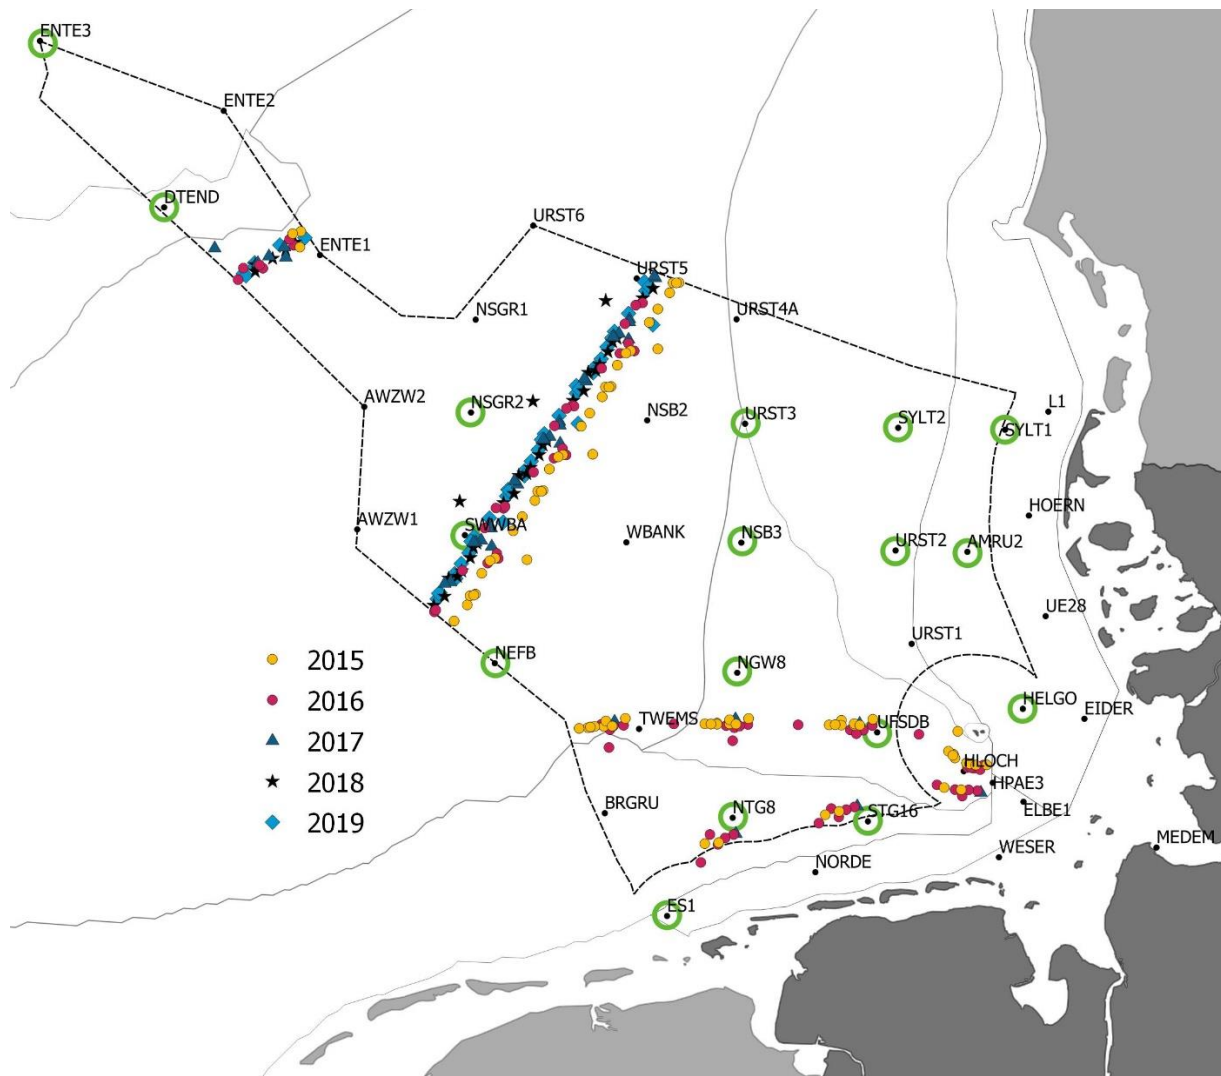 ENTE3
ENTE2
DTEND
URST6
ENTE1
URST5
NSGR1
URST4A
AWZW2
NSGR2
NSB2
URST3
SYLT2
L1
SYLT1
AWZW1
SWWBA
WBANK
NSB3
URST2
AMRU2
HOERN
UE28
URST1
2015
NEFB
NGW8
2016
HELGO
EIDER
TWEMS
UFSDB
2017
HLOCH
2018
HPAE3
BRGRU
NTG8
STG16
ELBE1
2019
MEDEM
WESER
NORDE
ES1